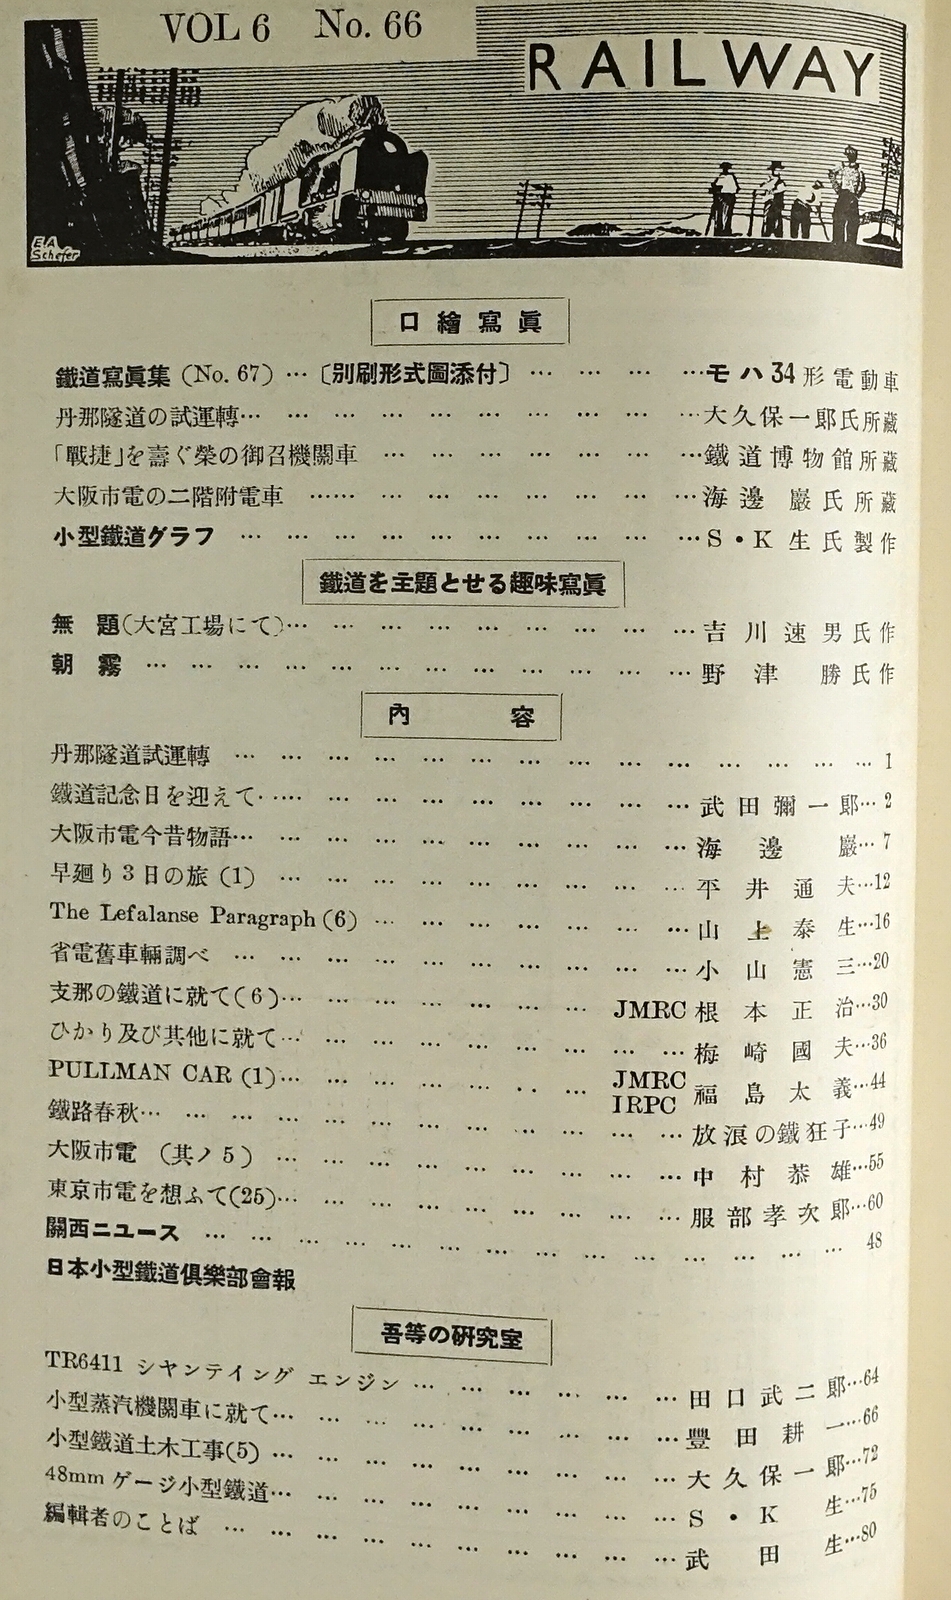 VOL 6 No. 66
RAILWAY
E A
Schefer
口繪寫眞
鐵道寫眞集 (No. 67) … 〔別刷形式圖添付〕 … … … …モハ34形電動車
丹那隧道の試運轉… … … … … … … … … …大久保一郎氏所藏
「戰捷」を壽ぐ榮の御召機關車 … … … … … … …鐵道博物館所藏
大阪市電の二階附電車 …… … … … … … … … …海邊 巖氏所藏
小型鐵道グラフ … … … … … … … … … …S・K生氏製作
鐵道を主題とせる趣味寫眞
無 題(大宮工場にて)… … … … … … … … …吉川速男氏作
朝 霧 … … … … … … … … … … … …野津 勝氏作
內 容
丹那隧道試運轉 … … … … … … … … … … … … … …1
鐵道記念日を迎えて…… … … … … … … … … …武田彌一郎…2
大阪市電今昔物語… … … … … … … … … …海邊 巖…7
早廻り3日の旅 (1) … … … … … … … … …平井通夫…12
The Lefalanse Paragraph (6) … … … … … … …山上泰生…16
省電舊車輛調べ … … … … … … … … … …小山憲三…20
支那の鐵道に就て(6)… … … … … … … JMRC 根本正治…30
ひかり及び其他に就て… … … … … … … … …梅崎國夫…36
PULLMAN CAR (1)… … … … … … … JMRC IRPC 福島太義…44
鐵路春秋… … … … … … … … … … … …放浪の鐵狂子…49
大阪市電 (其ノ5) … … … … … … … … …中村恭雄…55
東京市電を想ふて(25)… … … … … … … … …服部孝次郎…60
關西ニユース … … … … … … … … … … … … … … 48
日本小型鐵道俱樂部會報
吾等の硏究室
TR6411 シヤンテイング エンジン … … … … … … …田口武二郎…64
小型蒸汽機關車に就て… … … … … … … … …豐田耕一…66
小型鐵道土木工事(5) … … … … … … … … …大久保一郎…72
48mm ゲージ小型鐵道… … … … … … … … …S・K生…75
編輯者のことば … … … … … … … … … …武田生…80